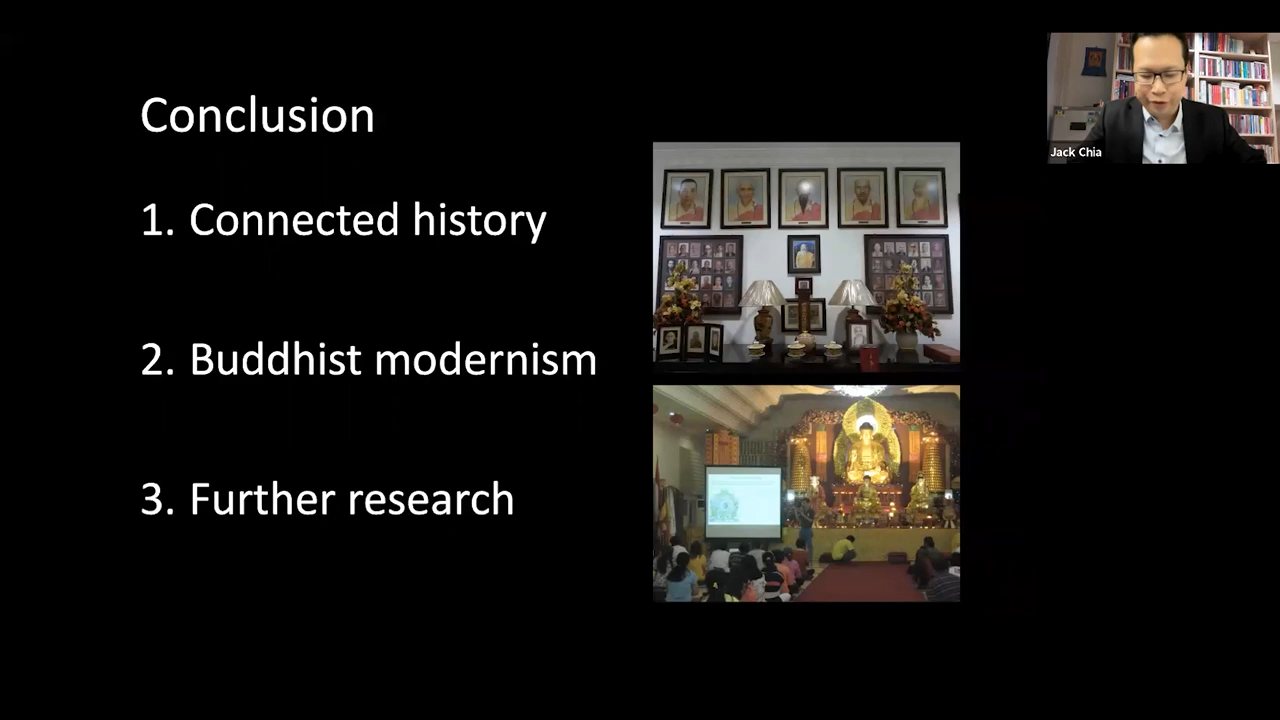 Conclusion
1. Connected history
2. Buddhist modernism
3. Further research
Jack Chia